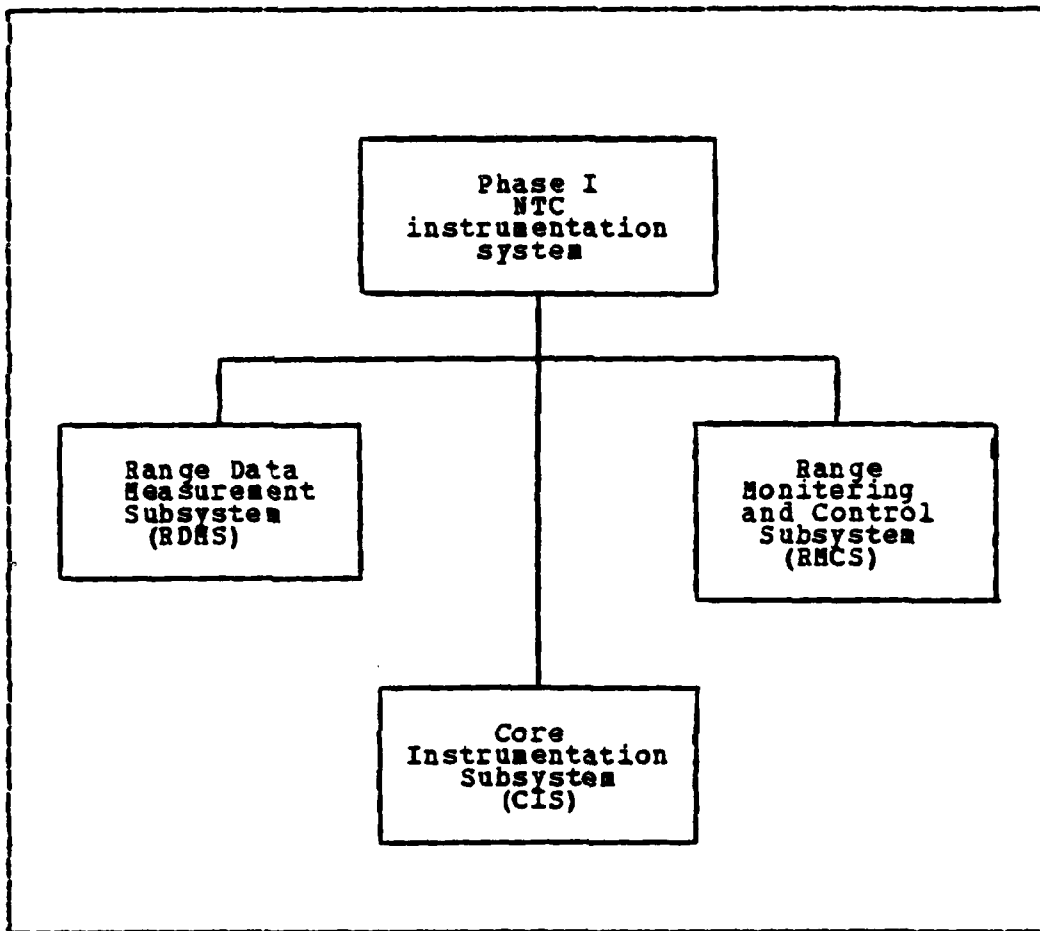 Phase I
NTC
instrumentation
system
Range Data
Measurement
Subsystem
(RDMS)
Range
Monitering
and Control
Subsystem
(RMCS)
Core
Instrumentation
Subsystem
(CIS)